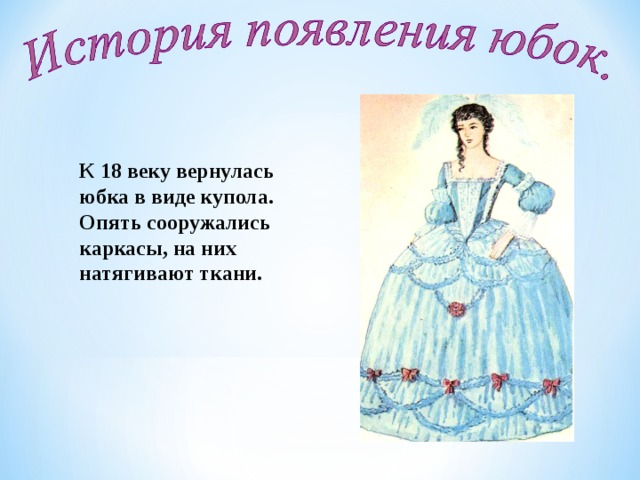 История появления юбок.
К 18 веку вернулась
юбка в виде купола.
Опять сооружались
каркасы, на них
натягивают ткани.